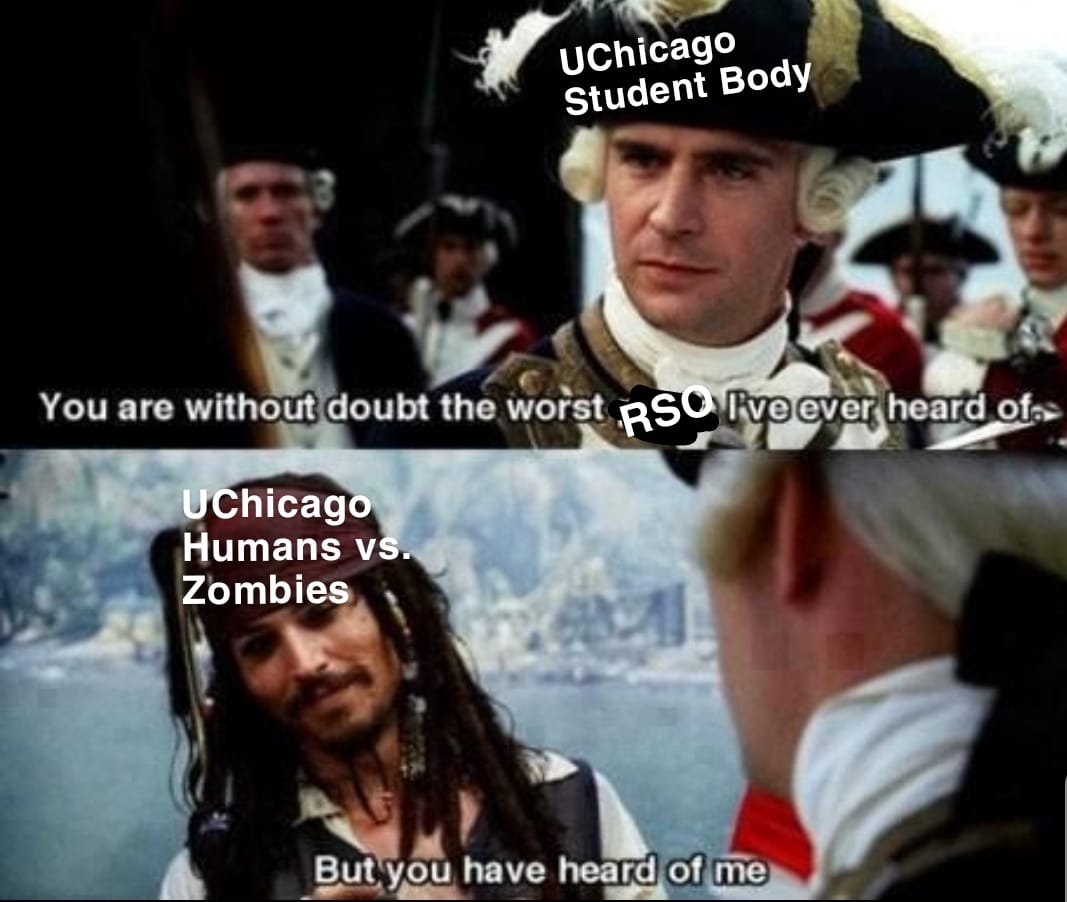 UChicago
Student Body
You are without doubt the worst RSO I've ever heard of.
UChicago
Humans vs.
Zombies
But you have heard of me